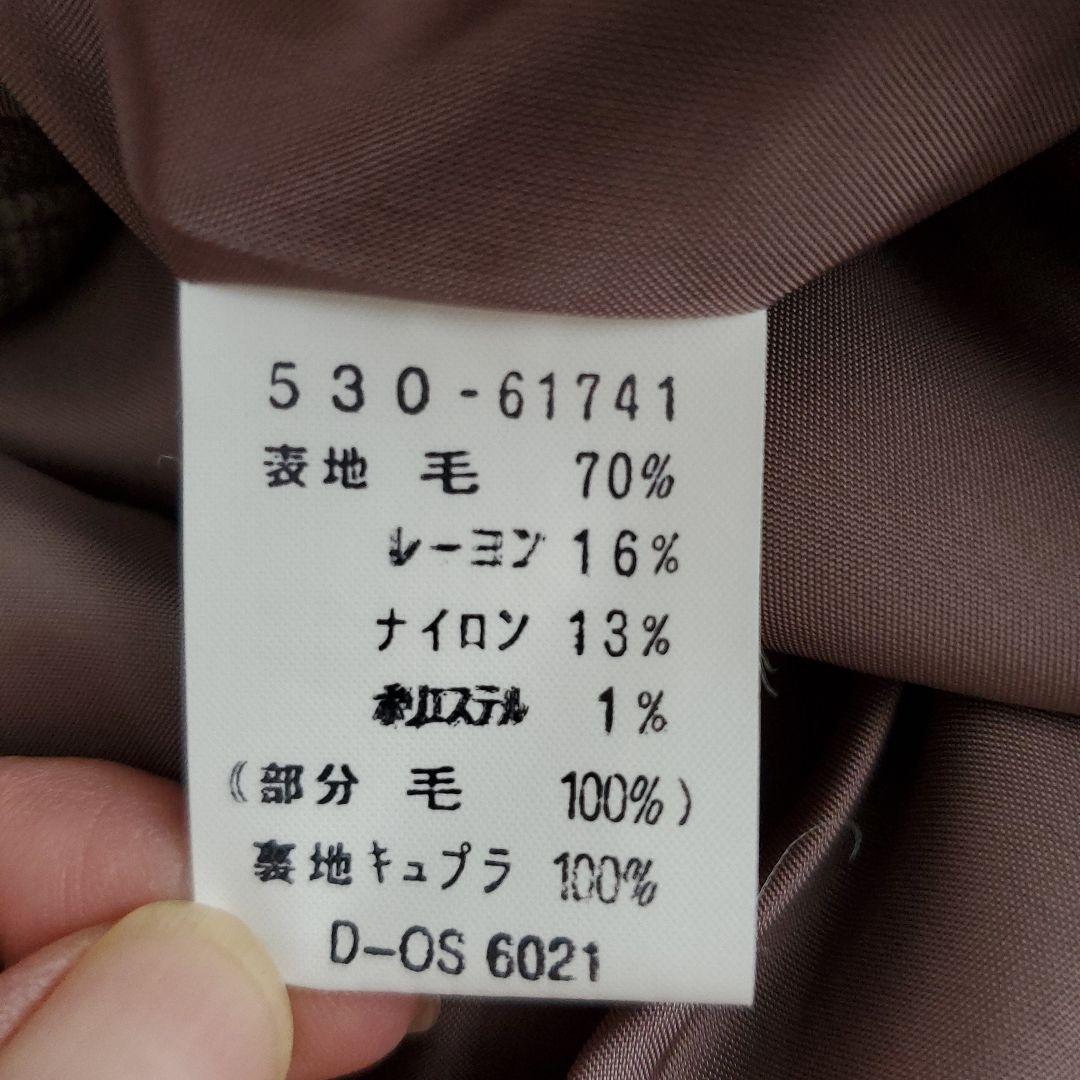 530-61741
表地 毛 70%
レーヨン 16%
ナイロン 13%
ポリエステル 1%
(部分 毛 100%)
裏地キュプラ 100%
D-OS 6021